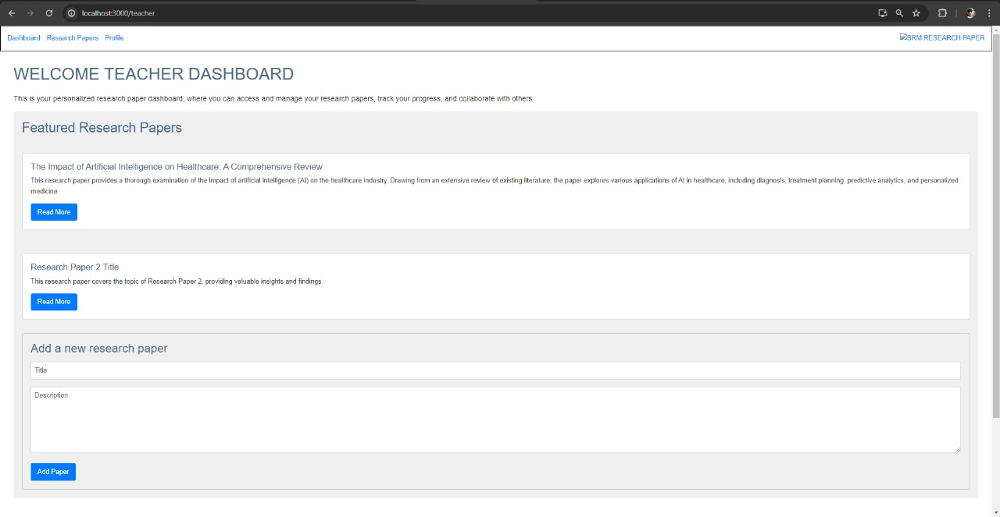 localhost:3000/teacher
Dashboard Research Papers Profile
SRM RESEARCH PAPER
WELCOME TEACHER DASHBOARD
This is your personalized research paper dashboard, where you can access and manage your research papers, track your progress, and collaborate with others.
Featured Research Papers
The Impact of Artificial Intelligence on Healthcare: A Comprehensive Review
This research paper provides a thorough examination of the impact of artificial intelligence (AI) on the healthcare industry. Drawing from an extensive review of existing literature, the paper explores various applications of AI in healthcare, including diagnosis, treatment planning, predictive analytics, and personalized
medicine.
Read More
Research Paper 2 Title
This research paper covers the topic of Research Paper 2, providing valuable insights and findings.
Read More
Add a new research paper
Title
Description
Add Paper